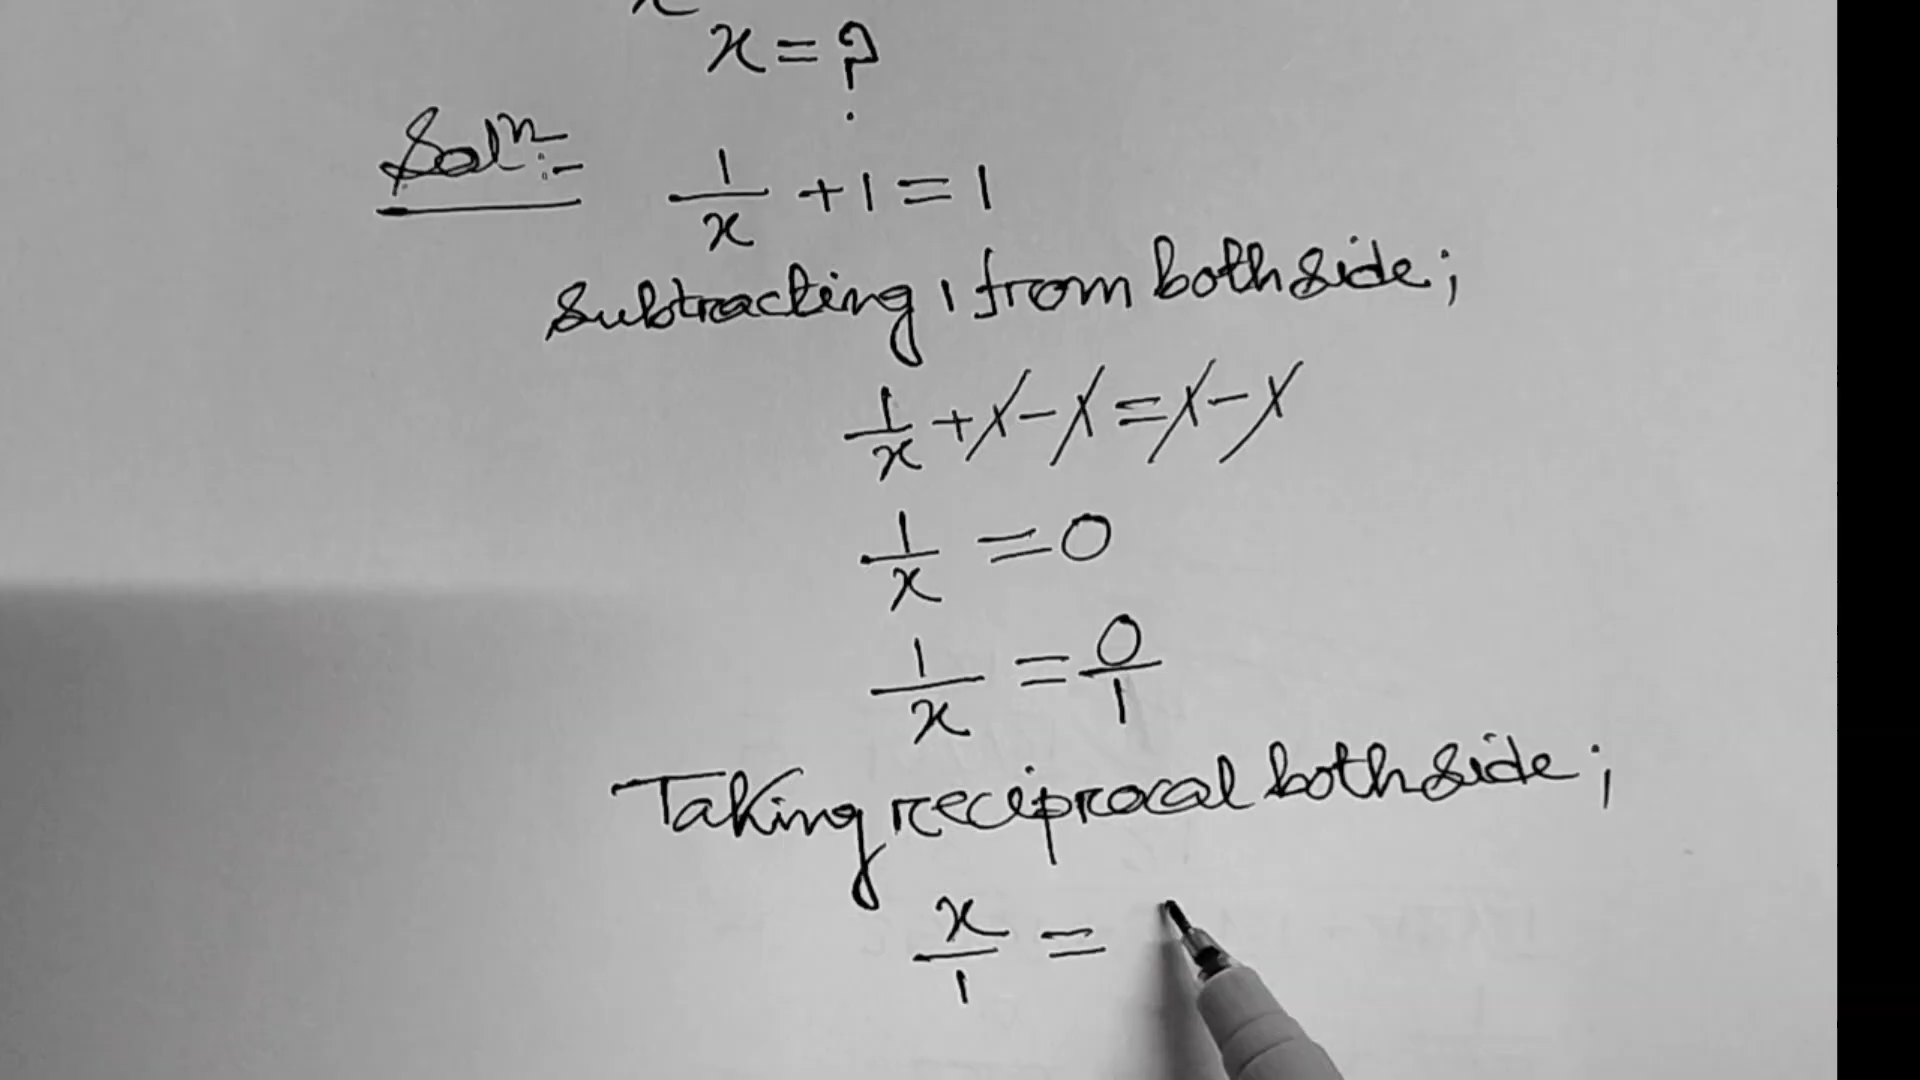 x = ?
Solⁿ:-
1/x + 1 = 1
Subtracting 1 from both side;
1/x + 1 - 1 = 1 - 1
1/x = 0
1/x = 0/1
Taking reciprocal both side;
x/1 =